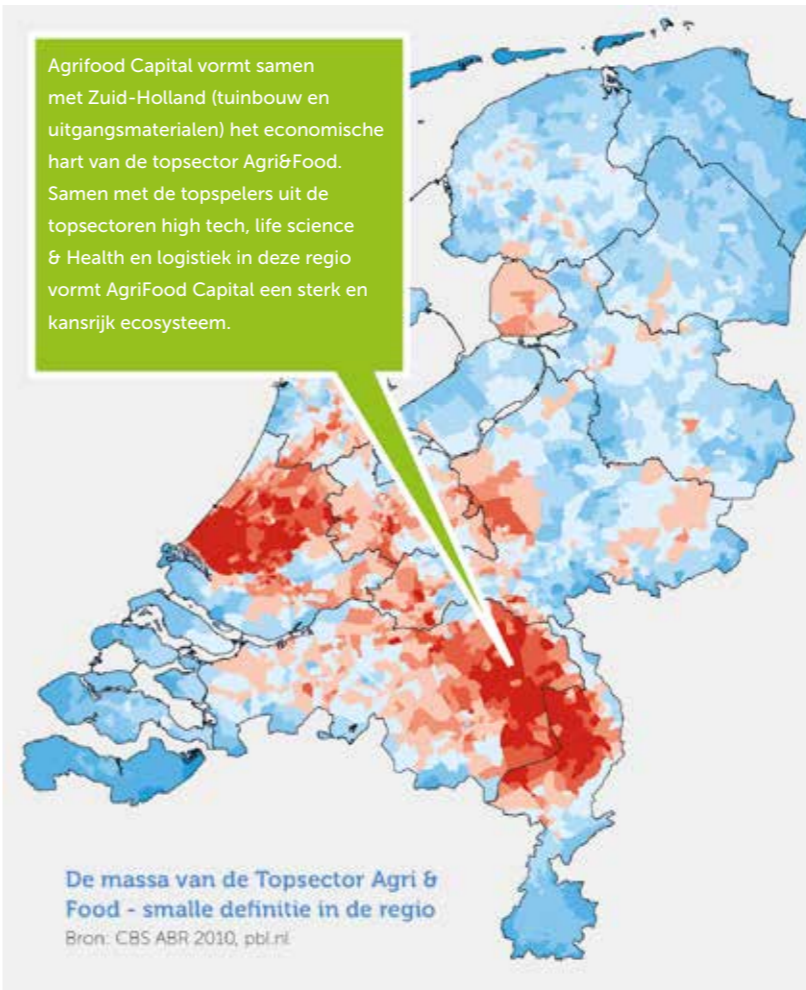 Agrifood Capital vormt samen
met Zuid-Holland (tuinbouw en
uitgangsmaterialen) het economische
hart van de topsector Agri&Food.
Samen met de topspelers uit de
topsectoren high tech, life science
& Health en logistiek in deze regio
vormt AgriFood Capital een sterk en
kansrijk ecosysteem.
De massa van de Topsector Agri &
Food - smalle definitie in de regio
Bron: CBS ABR 2010, pbl.nl